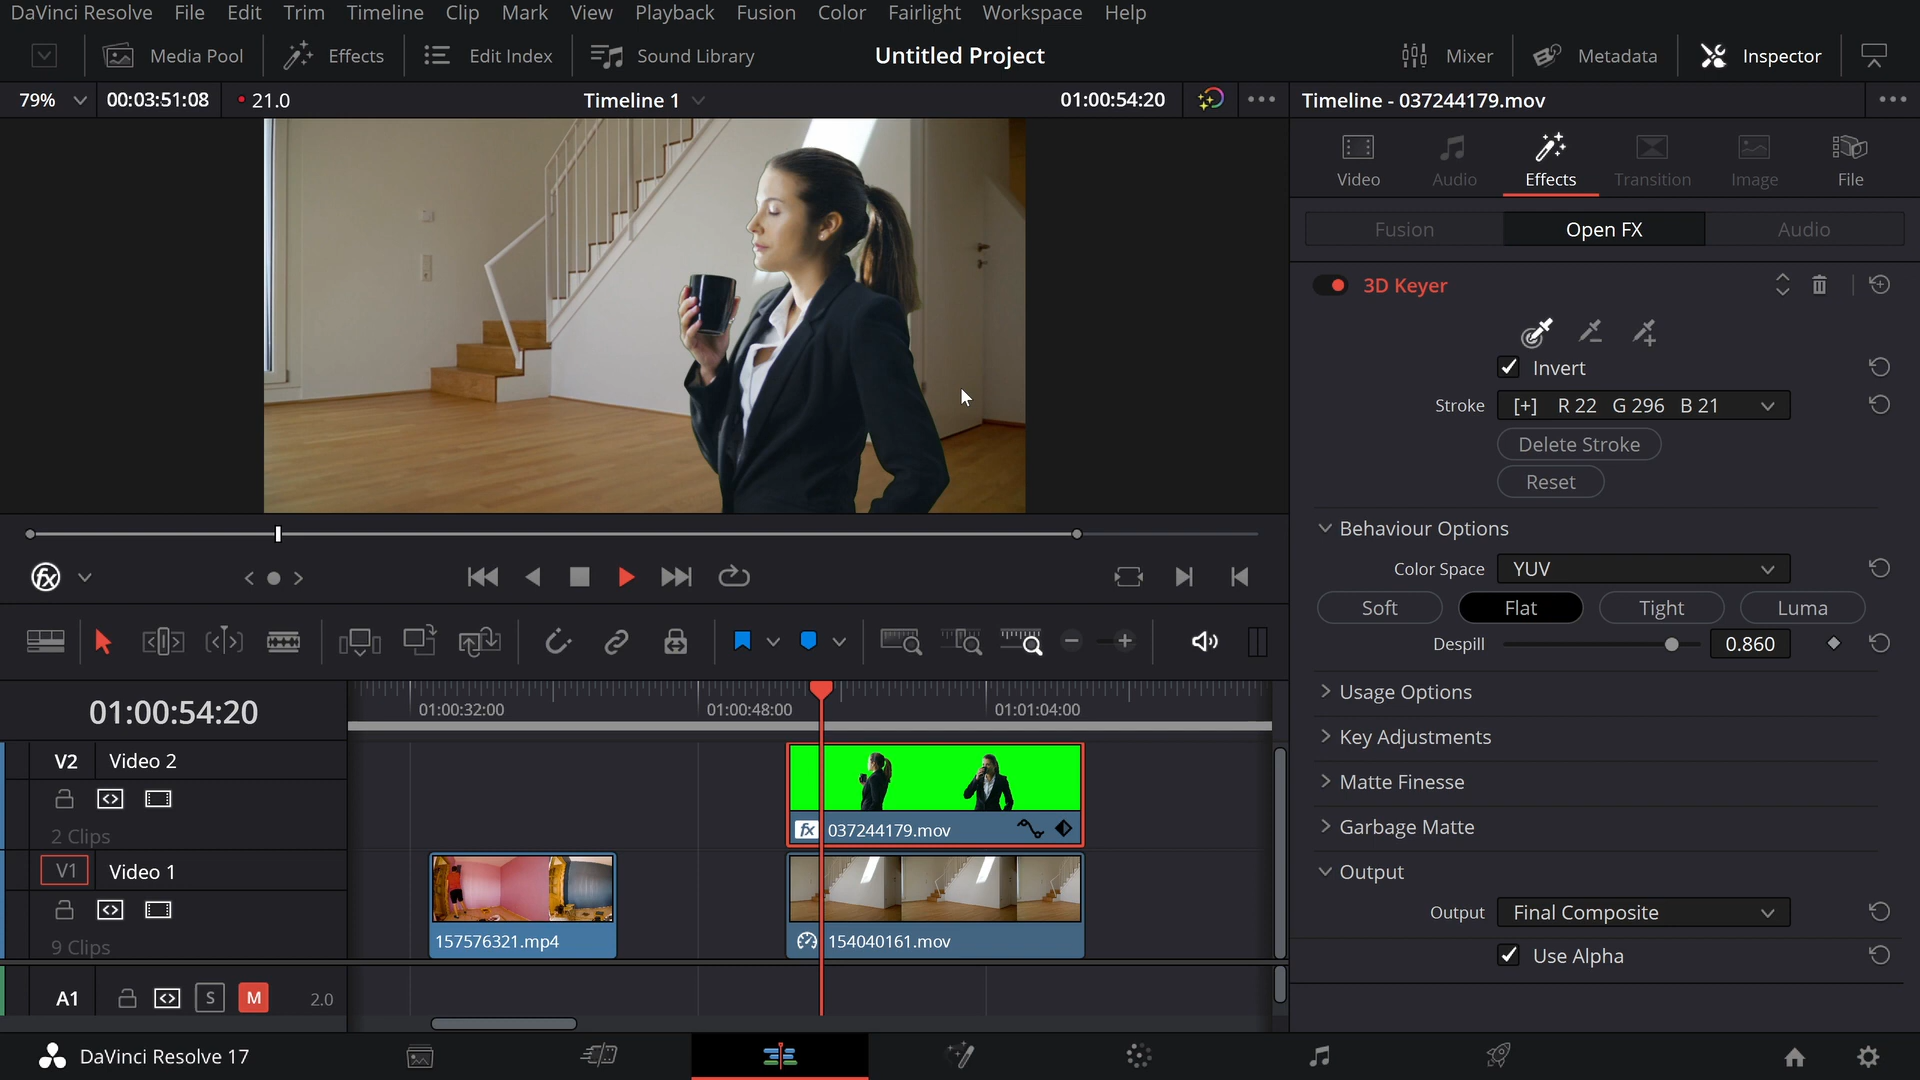 DaVinci Resolve File Edit Trim Timeline Clip Mark View Playback Fusion Color Fairlight Workspace Help
Media Pool Effects Edit Index Sound Library Untitled Project Mixer Metadata Inspector
79% 00:03:51:08 21.0 Timeline 1 01:00:54:20 Timeline - 037244179.mov
Video Audio Effects Transition Image File
Fusion Open FX Audio
3D Keyer
Invert
Stroke [+] R 22 G 296 B 21
Delete Stroke
Reset
Behaviour Options
Color Space YUV
Soft Flat Tight Luma
Despill 0.860
Usage Options
Key Adjustments
Matte Finesse
Garbage Matte
Output
Output Final Composite
Use Alpha
fx
01:00:54:20 01:00:32:00 01:00:48:00 01:01:04:00
V2 Video 2
2 Clips
fx 037244179.mov
V1 Video 1
9 Clips
157576321.mp4 154040161.mov
A1 S M 2.0
DaVinci Resolve 17